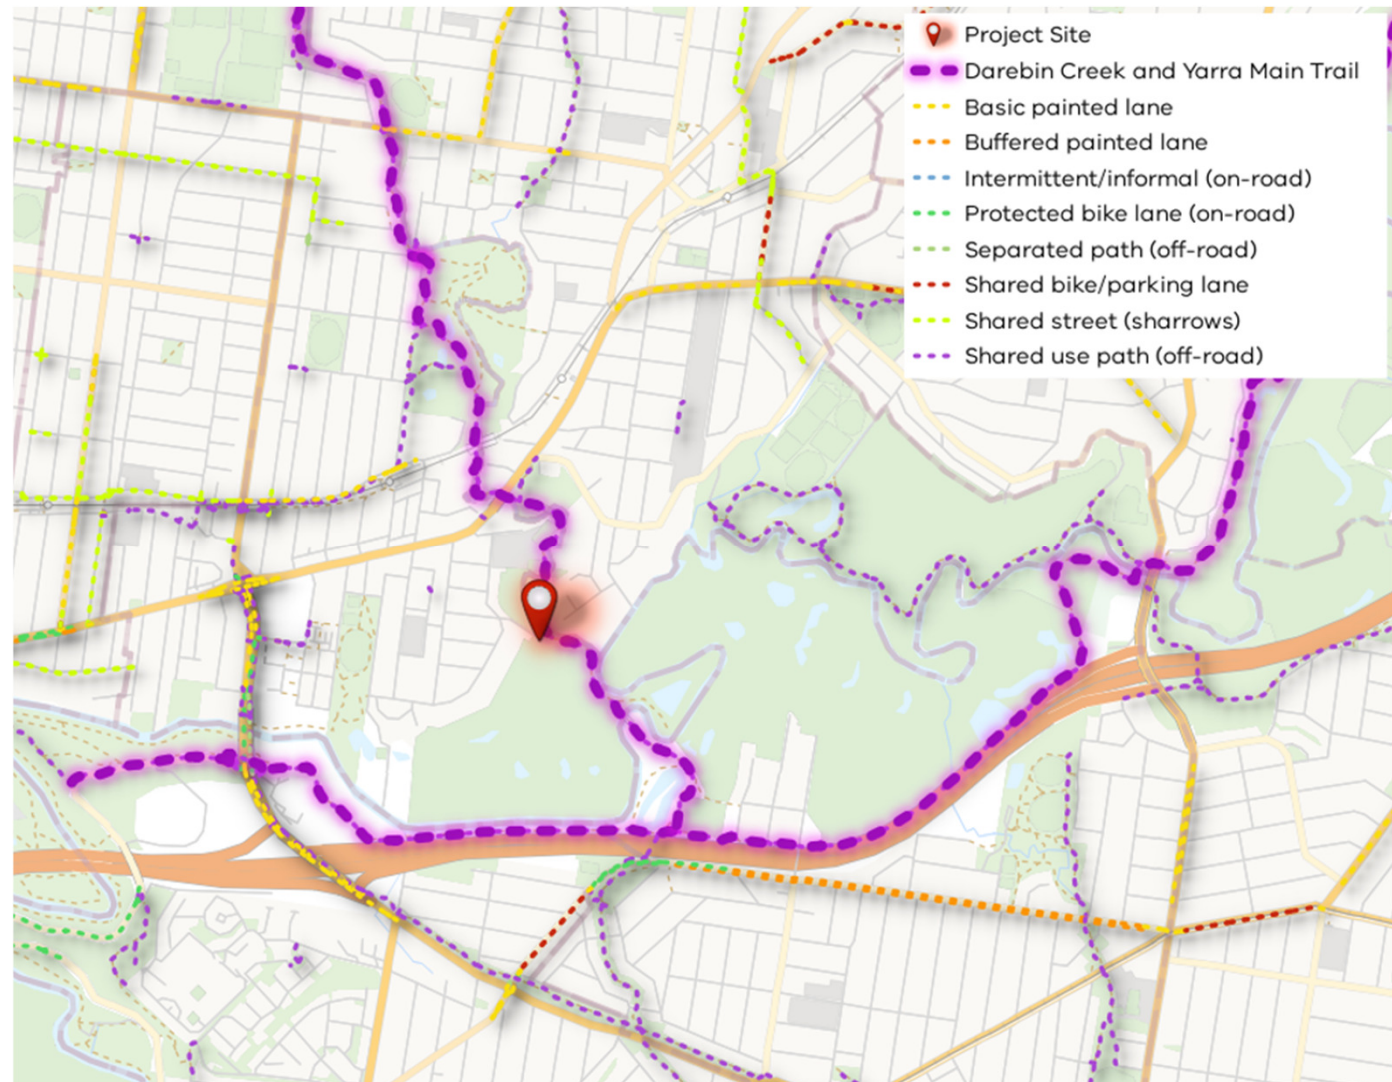 Project Site
Darebin Creek and Yarra Main Trail
Basic painted lane
Buffered painted lane
Intermittent/informal (on-road)
Protected bike lane (on-road)
Separated path (off-road)
Shared bike/parking lane
Shared street (sharrows)
Shared use path (off-road)